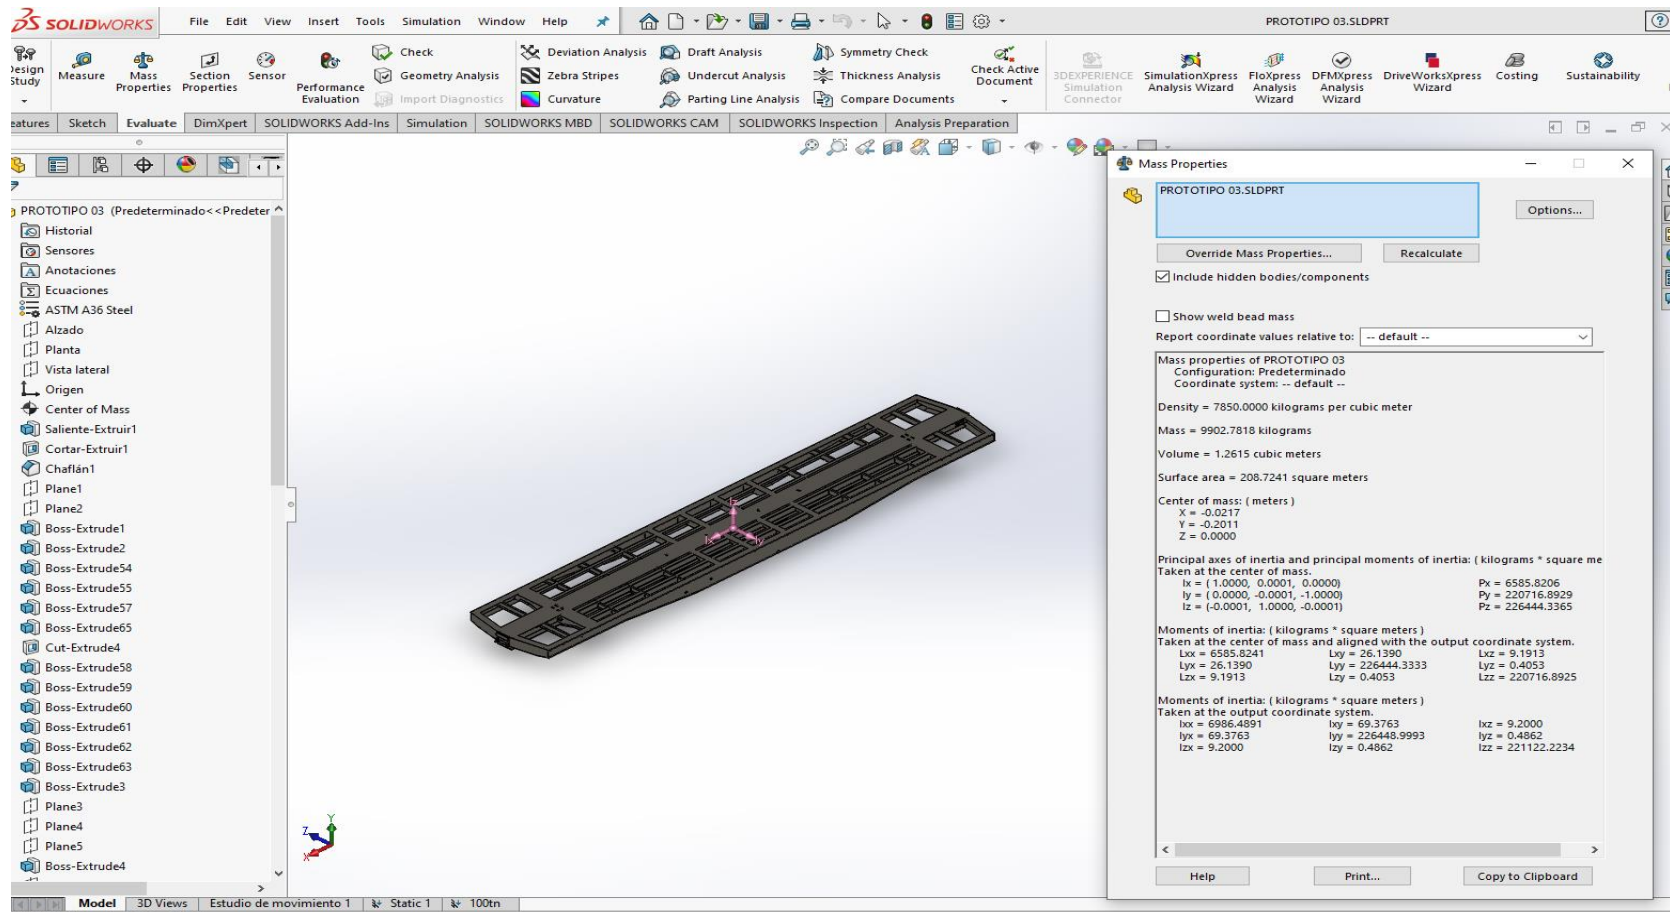 SOLIDWORKS File Edit View Insert Tools Simulation Window Help PROTOTIPO 03.SLDPRT ?
Design Study
Measure
Mass Properties
Section Properties
Sensor
Performance Evaluation
Check
Geometry Analysis
Import Diagnostics
Deviation Analysis
Zebra Stripes
Curvature
Draft Analysis
Undercut Analysis
Parting Line Analysis
Symmetry Check
Thickness Analysis
Compare Documents
Check Active Document
3DEXPERIENCE Simulation Connector
SimulationXpress Analysis Wizard
FloXpress Analysis Wizard
DFMXpress Analysis Wizard
DriveWorksXpress Wizard
Costing
Sustainability
eatures Sketch Evaluate DimXpert SOLIDWORKS Add-Ins Simulation SOLIDWORKS MBD SOLIDWORKS CAM SOLIDWORKS Inspection Analysis Preparation
PROTOTIPO 03 (Predeterminado<<Predeter
Historial
Sensores
Anotaciones
Ecuaciones
ASTM A36 Steel
Alzado
Planta
Vista lateral
Origen
Center of Mass
Saliente-Extruir1
Cortar-Extruir1
Chaflán1
Plane1
Plane2
Boss-Extrude1
Boss-Extrude2
Boss-Extrude54
Boss-Extrude55
Boss-Extrude57
Boss-Extrude65
Cut-Extrude4
Boss-Extrude58
Boss-Extrude59
Boss-Extrude60
Boss-Extrude61
Boss-Extrude62
Boss-Extrude63
Boss-Extrude3
Plane3
Plane4
Plane5
Boss-Extrude4
Z Y X
Mass Properties
PROTOTIPO 03.SLDPRT
Options...
Override Mass Properties... Recalculate
Include hidden bodies/components
Show weld bead mass
Report coordinate values relative to: -- default --
Mass properties of PROTOTIPO 03
Configuration: Predeterminado
Coordinate system: -- default --
Density = 7850.0000 kilograms per cubic meter
Mass = 9902.7818 kilograms
Volume = 1.2615 cubic meters
Surface area = 208.7241 square meters
Center of mass: ( meters )
X = -0.0217
Y = -0.2011
Z = 0.0000
Principal axes of inertia and principal moments of inertia: ( kilograms * square me
Taken at the center of mass.
Ix = ( 1.0000, 0.0001, 0.0000) Px = 6585.8206
Iy = ( 0.0000, -0.0001, -1.0000) Py = 220716.8929
Iz = (-0.0001, 1.0000, -0.0001) Pz = 226444.3365
Moments of inertia: ( kilograms * square meters )
Taken at the center of mass and aligned with the output coordinate system.
Lxx = 6585.8241 Lxy = 26.1390 Lxz = 9.1913
Lyx = 26.1390 Lyy = 226444.3333 Lyz = 0.4053
Lzx = 9.1913 Lzy = 0.4053 Lzz = 220716.8925
Moments of inertia: ( kilograms * square meters )
Taken at the output coordinate system.
Ixx = 6986.4891 Ixy = 69.3763 Ixz = 9.2000
Iyx = 69.3763 Iyy = 226448.9993 Iyz = 0.4862
Izx = 9.2000 Izy = 0.4862 Izz = 221122.2234
Help Print... Copy to Clipboard
Model 3D Views Estudio de movimiento 1 Static 1 100tn